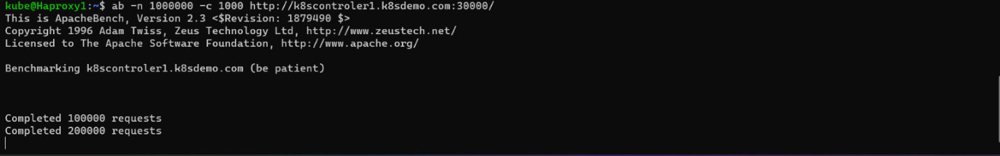 kube@Haproxy1:~$ ab -n 1000000 -c 1000 http://k8scontroler1.k8sdemo.com:30000/
This is ApacheBench, Version 2.3 <$Revision: 1879490 $>
Copyright 1996 Adam Twiss, Zeus Technology Ltd, http://www.zeustech.net/
Licensed to The Apache Software Foundation, http://www.apache.org/
Benchmarking k8scontroler1.k8sdemo.com (be patient)
Completed 100000 requests
Completed 200000 requests